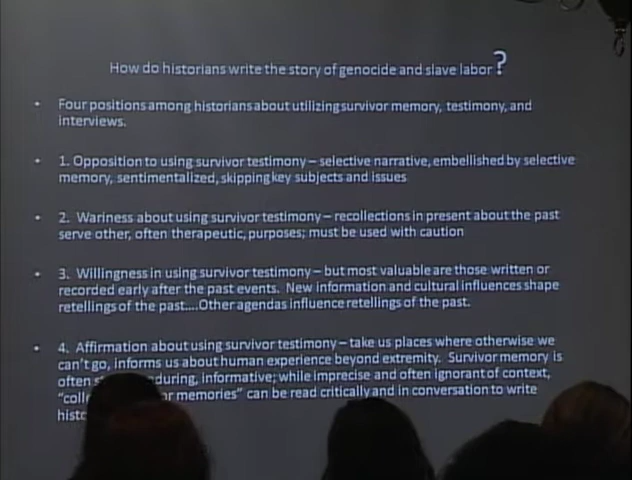 How do historians write the story of genocide and slave labor?
• Four positions among historians about utilizing survivor memory, testimony, and
interviews.
• 1. Opposition to using survivor testimony – selective narrative, embellished by selective
memory, sentimentalized, skipping key subjects and issues
• 2. Wariness about using survivor testimony – recollections in present about the past
serve other, often therapeutic, purposes; must be used with caution
• 3. Willingness in using survivor testimony – but most valuable are those written or
recorded early after the past events. New information and cultural influences shape
retellings of the past....Other agendas influence retellings of the past.
• 4. Affirmation about using survivor testimony – take us places where otherwise we
can't go, informs us about human experience beyond extremity. Survivor memory is
often informative; while imprecise and often ignorant of context,
memories" can be read critically and in conversation to write